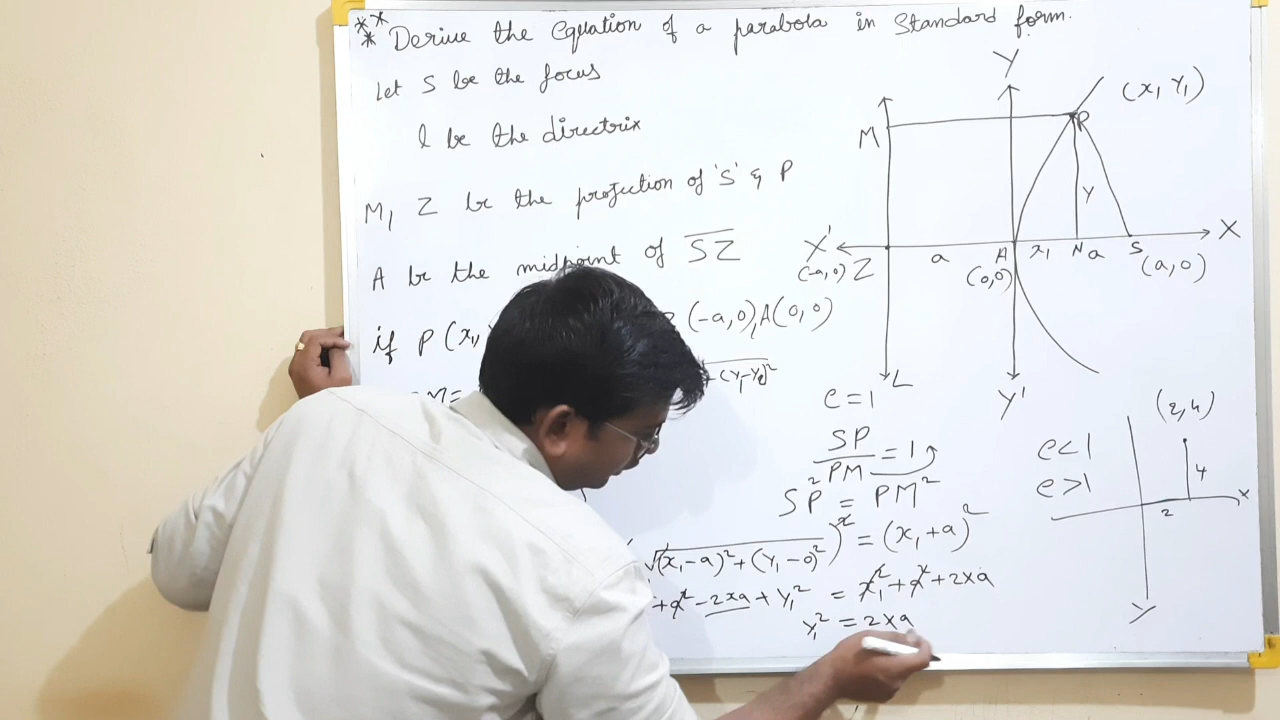 *** Derive the equation of a parabola in Standard form.
Let S be the focus
l be the directrix
M, Z be the projection of 'S' & P
A be the midpoint of SZ
if P(x₁, (-a,0), A(0,0)
M= +(y₁-y₂)²
Y
(x₁ y₁)
M
P
y
X' X
(-a,0) Z a A x₁ N a S
(0,0) (a,0)
L
Y'
e=1
SP/PM = 1
SP² = PM²
√(x₁-a)²+(y₁-0)² )² = (x₁+a)²
+a²-2xa+y₁² = x₁²+a²+2xa
y₁² = 2xa
e<1
e>1
(2,4)
4
2
x
y